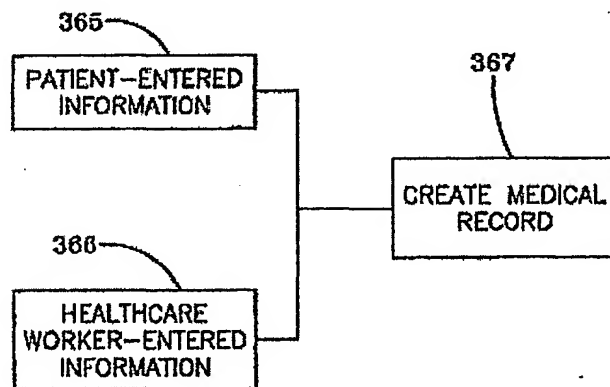 365
PATIENT-ENTERED
INFORMATION
367
CREATE MEDICAL
RECORD
366
HEALTHCARE
WORKER-ENTERED
INFORMATION